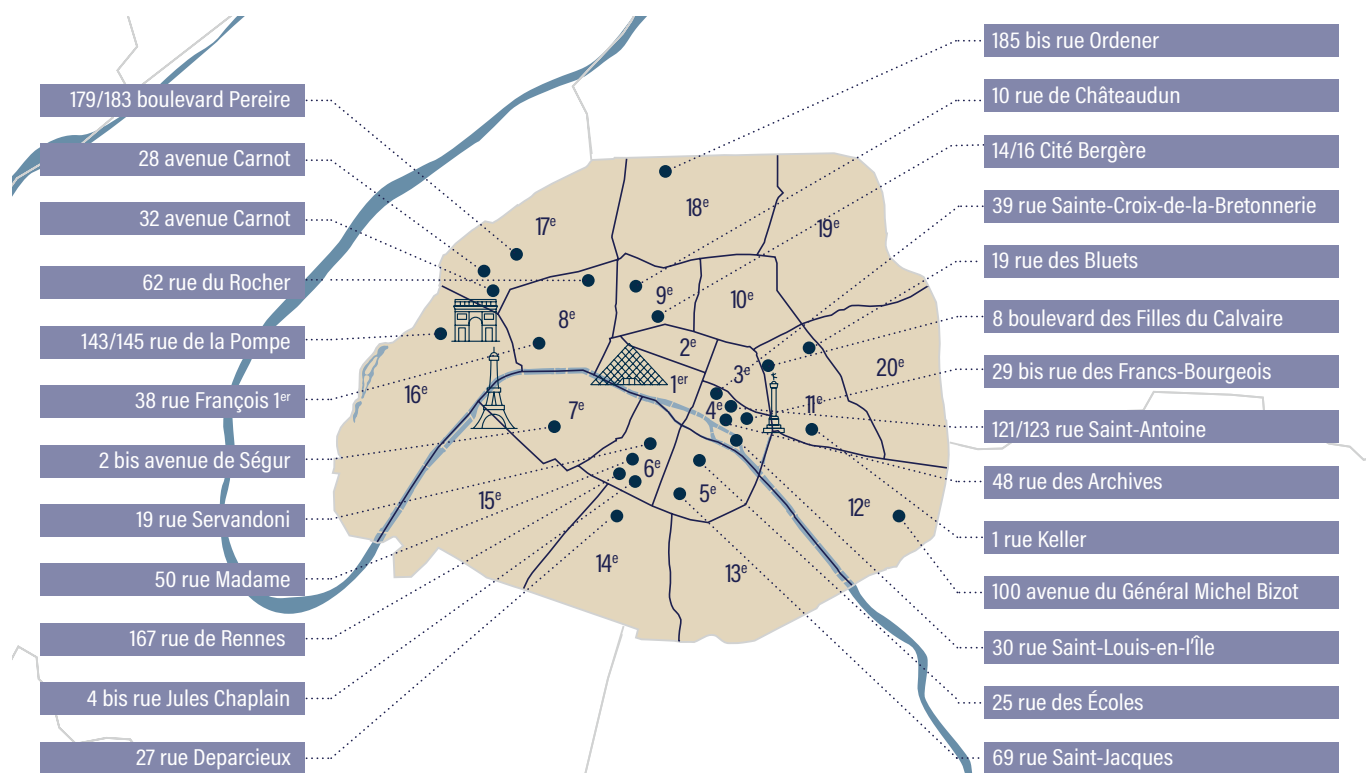 179/183 boulevard Pereire
28 avenue Carnot
32 avenue Carnot
62 rue du Rocher
143/145 rue de la Pompe
38 rue François 1er
2 bis avenue de Ségur
19 rue Servandoni
50 rue Madame
167 rue de Rennes
4 bis rue Jules Chaplain
27 rue Deparcieux
17e
18e
19e
8e
9e
10e
2e
1er
3e
20e
16e
7e
4e
11e
15e
6e
5e
12e
14e
13e
185 bis rue Ordener
10 rue de Châteaudun
14/16 Cité Bergère
39 rue Sainte-Croix-de-la-Bretonnerie
19 rue des Bluets
8 boulevard des Filles du Calvaire
29 bis rue des Francs-Bourgeois
121/123 rue Saint-Antoine
48 rue des Archives
1 rue Keller
100 avenue du Général Michel Bizot
30 rue Saint-Louis-en-l'Île
25 rue des Écoles
69 rue Saint-Jacques